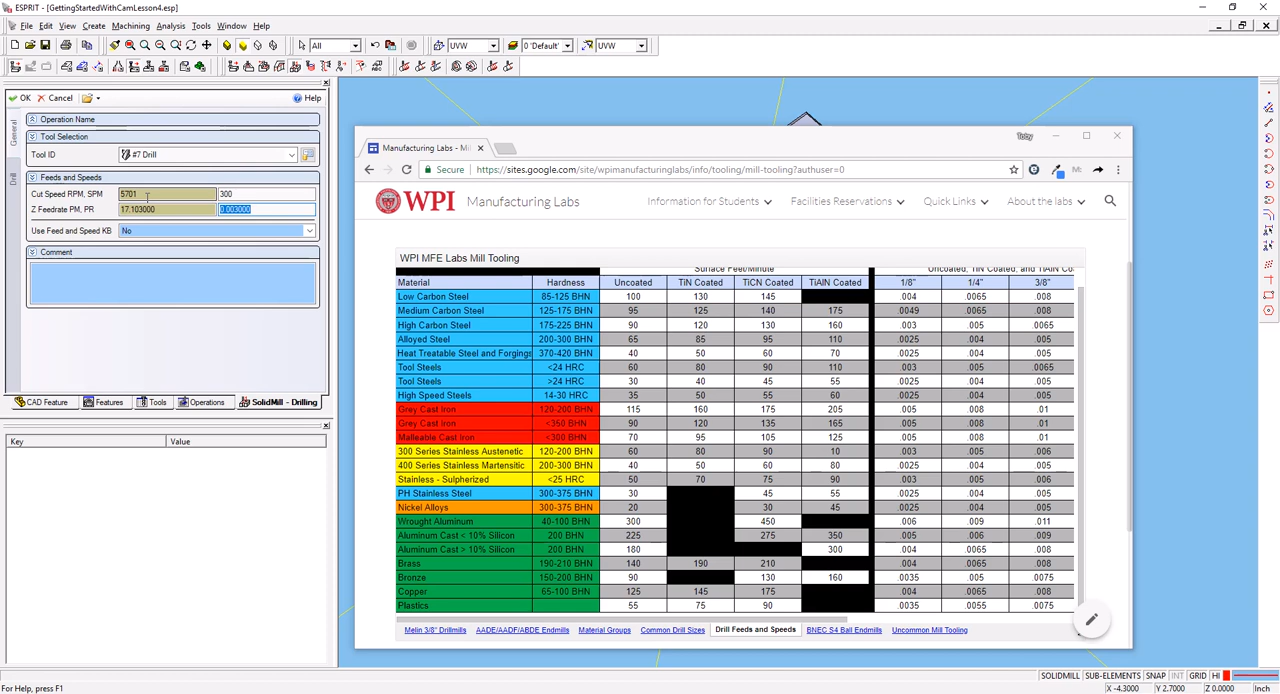 ESPRIT - [GettingStartedWithCamLesson4.esp]
File Edit View Create Machining Analysis Tools Window Help
All UVW 0 'Default' UVW
OK Cancel Help
General
Drill
Operation Name
Tool Selection
Tool ID #7 Drill
Feeds and Speeds
Cut Speed RPM, SPM 5701 300
Z Feedrate PM, PR 17.103000 0.003000
Use Feed and Speed KB No
Comment
CAD Feature Features Tools Operations SolidMill - Drilling
Key Value
Toby
Manufacturing Labs - Mil
Secure https://sites.google.com/site/wpimanufacturinglabs/info/tooling/mill-tooling?authuser=0
WPI Manufacturing Labs Information for Students Facilities Reservations Quick Links About the labs
WPI MFE Labs Mill Tooling
Surface Feet/Minute Uncoated, TiN Coated, and TiAlN Co
Material Hardness Uncoated TiN Coated TiCN Coated TiAlN Coated 1/8" 1/4" 3/8"
Low Carbon Steel 85-125 BHN 100 130 145 .004 .0065 .008
Medium Carbon Steel 125-175 BHN 95 125 140 175 .0049 .0065 .008
High Carbon Steel 175-225 BHN 90 120 130 160 .003 .005 .0065
Alloyed Steel 200-300 BHN 65 85 95 110 .0025 .004 .005
Heat Treatable Steel and Forgings 370-420 BHN 40 50 60 70 .0025 .004 .005
Tool Steels <24 HRC 60 80 90 110 .003 .005 .0065
Tool Steels >24 HRC 30 40 45 55 .0025 .004 .005
High Speed Steels 14-30 HRC 35 50 55 60 .0025 .004 .005
Grey Cast Iron 120-200 BHN 115 160 175 205 .005 .008 .01
Grey Cast Iron <350 BHN 90 120 135 165 .005 .008 .01
Malleable Cast Iron <300 BHN 70 95 105 125 .005 .008 .01
300 Series Stainless Austenetic 120-200 BHN 60 80 90 10 .003 .005 .006
400 Series Stainless Martensitic 200-300 BHN 40 50 60 80 .0025 .004 .005
Stainless - Sulpherized <25 HRC 50 70 75 90 .003 .005 .006
PH Stainless Steel 300-375 BHN 30 45 55 .0025 .004 .005
Nickel Alloys 300-375 BHN 20 30 45 .0025 .004 .005
Wrought Aluminum 40-100 BHN 300 450 .006 .009 .011
Aluminum Cast < 10% Silicon 200 BHN 225 275 350 .005 .006 .009
Aluminum Cast > 10% Silicon 200 BHN 180 300 .004 .0065 .008
Brass 190-210 BHN 140 190 210 .004 .0065 .008
Bronze 150-200 BHN 90 130 160 .0035 .005 .0075
Copper 65-100 BHN 125 145 175 .004 .0065 .008
Plastics 55 75 90 .0035 .0055 .0075
Melin 3/8" Drillmills AADE/AADF/ABDE Endmills Material Groups Common Drill Sizes Drill Feeds and Speeds BNEC S4 Ball Endmills Uncommon Mill Tooling
SOLIDMILL SUB-ELEMENTS SNAP INT GRID HI
For Help, press F1 X -4.3000 Y 2.7000 Z 0.0000 Inch